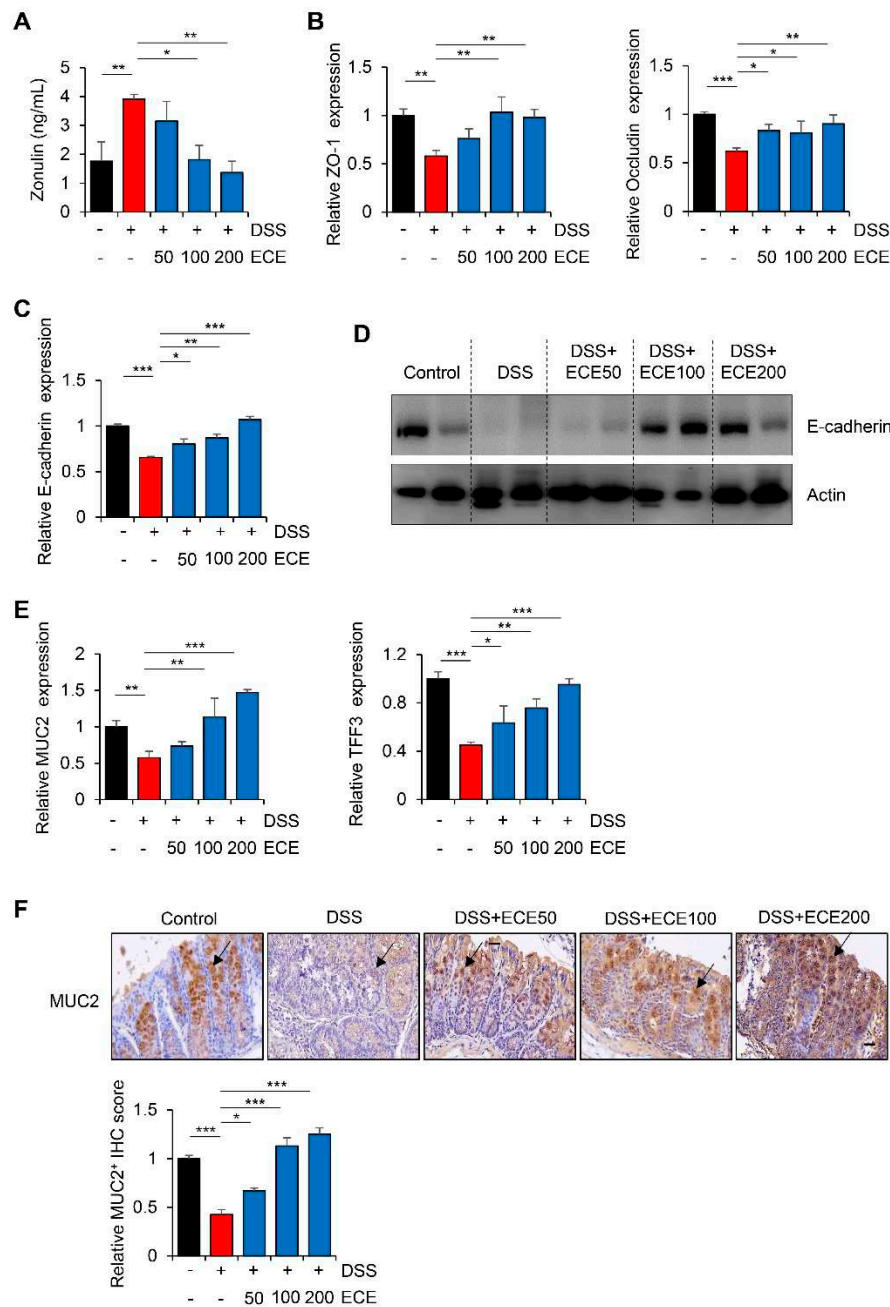 A
Zonulin (ng/mL)
5
4
3
2
1
0
**
*
**
- + + + + DSS
- - 50 100 200 ECE
B
Relative ZO-1 expression
1.5
1
0.5
0
**
**
**
- + + + + DSS
- - 50 100 200 ECE
Relative Occludin expression
1.5
1
0.5
0
***
*
*
**
- + + + + DSS
- - 50 100 200 ECE
C
Relative E-cadherin expression
1.5
1
0.5
0
***
*
**
***
- + + + + DSS
- - 50 100 200 ECE
D
Control DSS DSS+ DSS+ DSS+
ECE50 ECE100 ECE200
E-cadherin
Actin
E
Relative MUC2 expression
2
1.5
1
0.5
0
**
**
***
- + + + + DSS
- - 50 100 200 ECE
Relative TFF3 expression
1.2
0.8
0.4
0
***
*
**
***
- + + + + DSS
- - 50 100 200 ECE
F
Control DSS DSS+ECE50 DSS+ECE100 DSS+ECE200
MUC2
Relative MUC2⁺ IHC score
1.5
1
0.5
0
***
*
***
***
- + + + + DSS
- - 50 100 200 ECE